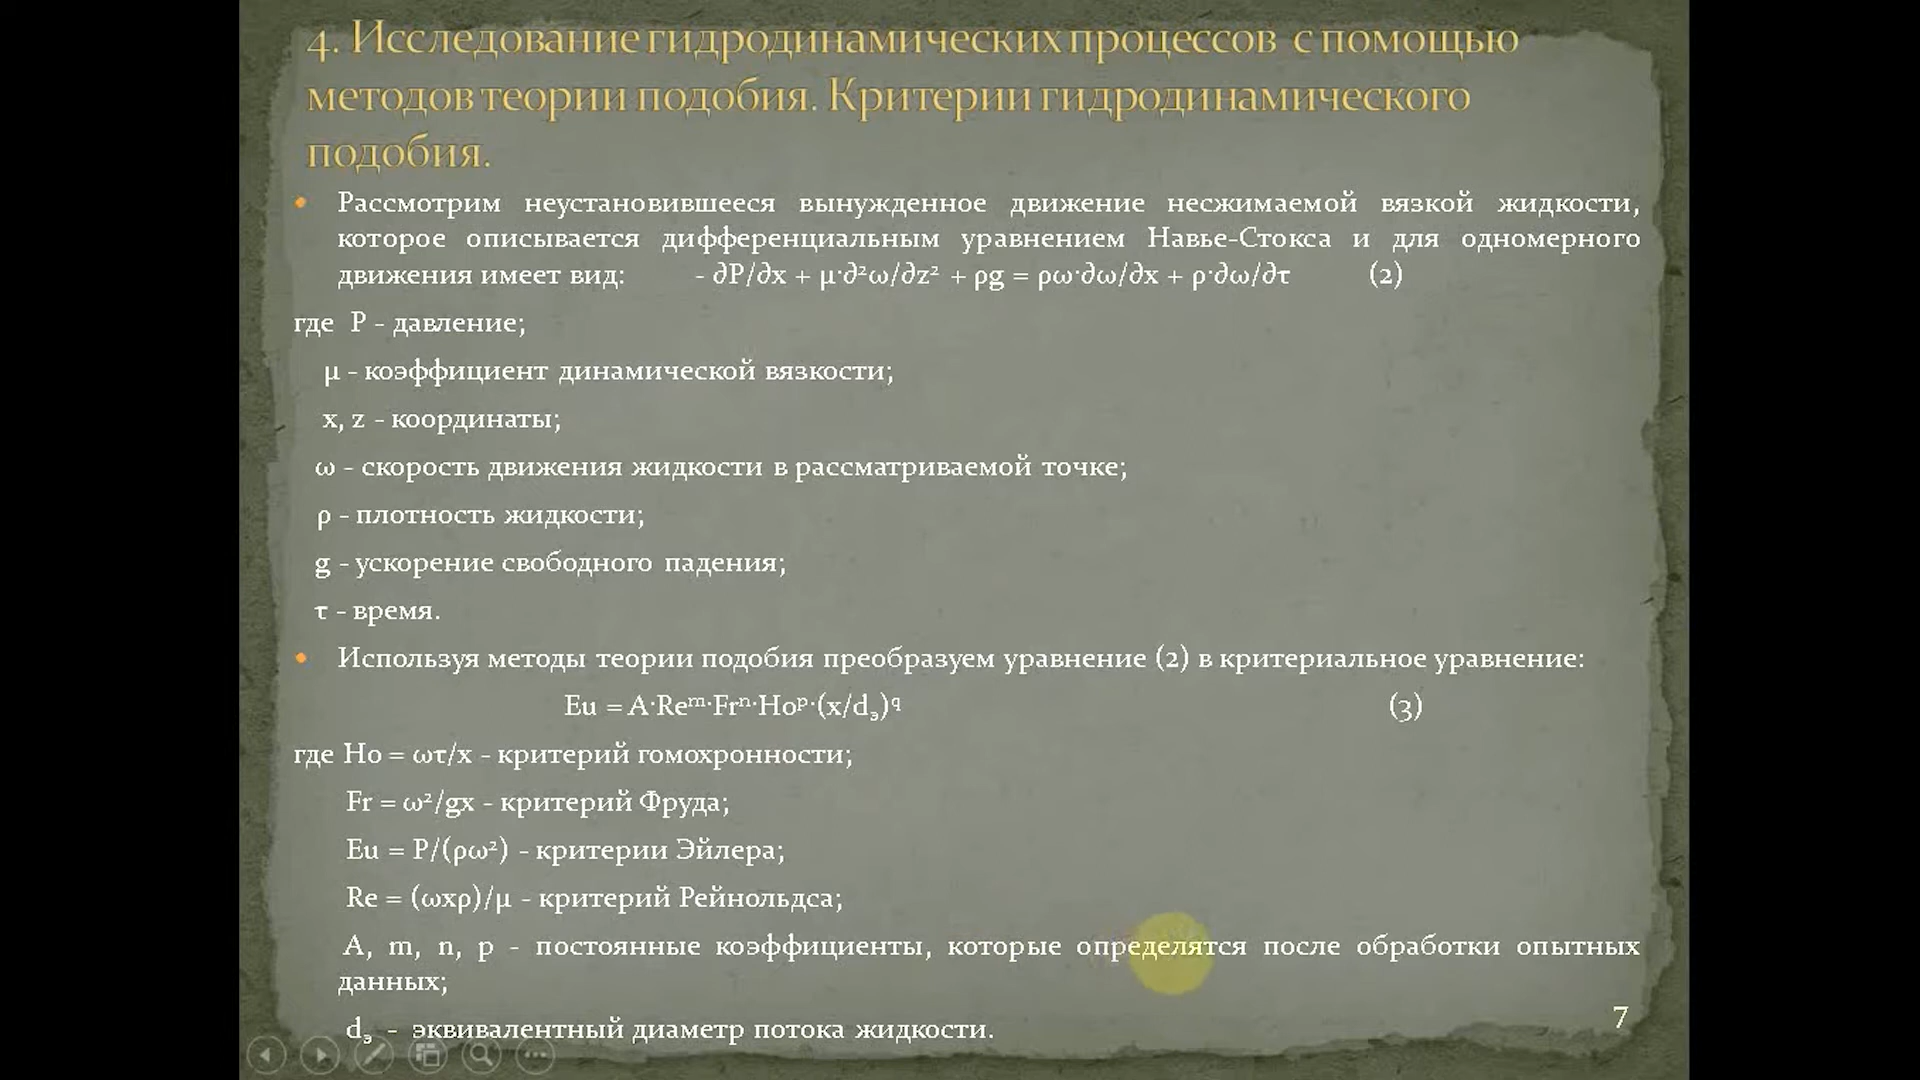 4. Исследование гидродинамических процессов с помощью
методов теории подобия. Критерии гидродинамического
подобия.
• Рассмотрим неустановившееся вынужденное движение несжимаемой вязкой жидкости,
которое описывается дифференциальным уравнением Навье-Стокса и для одномерного
движения имеет вид: - ∂P/∂x + μ·∂²ω/∂z² + ρg = ρω·∂ω/∂x + ρ·∂ω/∂τ (2)
где P - давление;
μ - коэффициент динамической вязкости;
x, z - координаты;
ω - скорость движения жидкости в рассматриваемой точке;
ρ - плотность жидкости;
g - ускорение свободного падения;
τ - время.
• Используя методы теории подобия преобразуем уравнение (2) в критериальное уравнение:
Eu = A·Reᵐ·Frⁿ·Hoᵖ·(x/dэ)^q (3)
где Ho = ωτ/x - критерий гомохронности;
Fr = ω²/gx - критерий Фруда;
Eu = P/(ρω²) - критерии Эйлера;
Re = (ωxρ)/μ - критерий Рейнольдса;
A, m, n, p - постоянные коэффициенты, которые определятся после обработки опытных
данных;
dэ - эквивалентный диаметр потока жидкости.
7